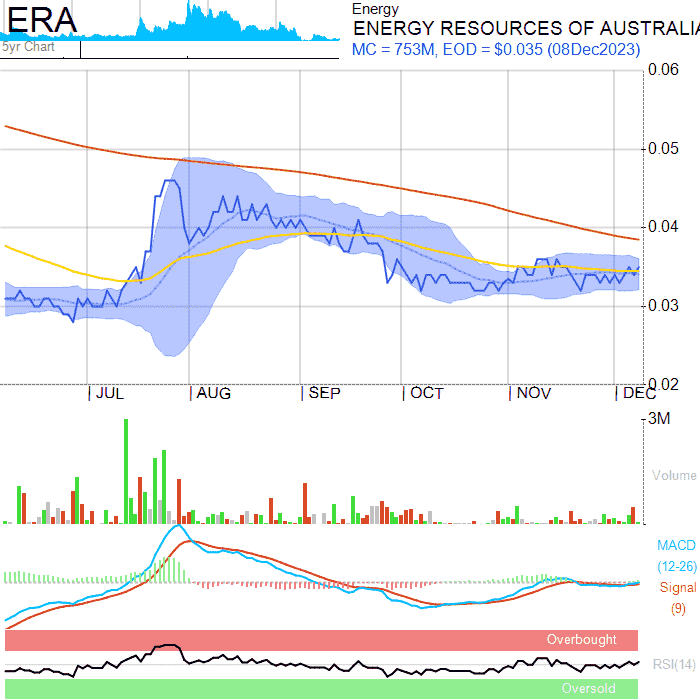 ERA
5yr Chart
Energy
ENERGY RESOURCES OF AUSTRALIA
MC = 753M, EOD = $0.035 (08Dec2023)
0.06
0.05
0.04
0.03
0.02
JUL AUG SEP OCT NOV DEC
3M
Volume
MACD
(12-26)
Signal
(9)
Overbought
RSI(14)
Oversold